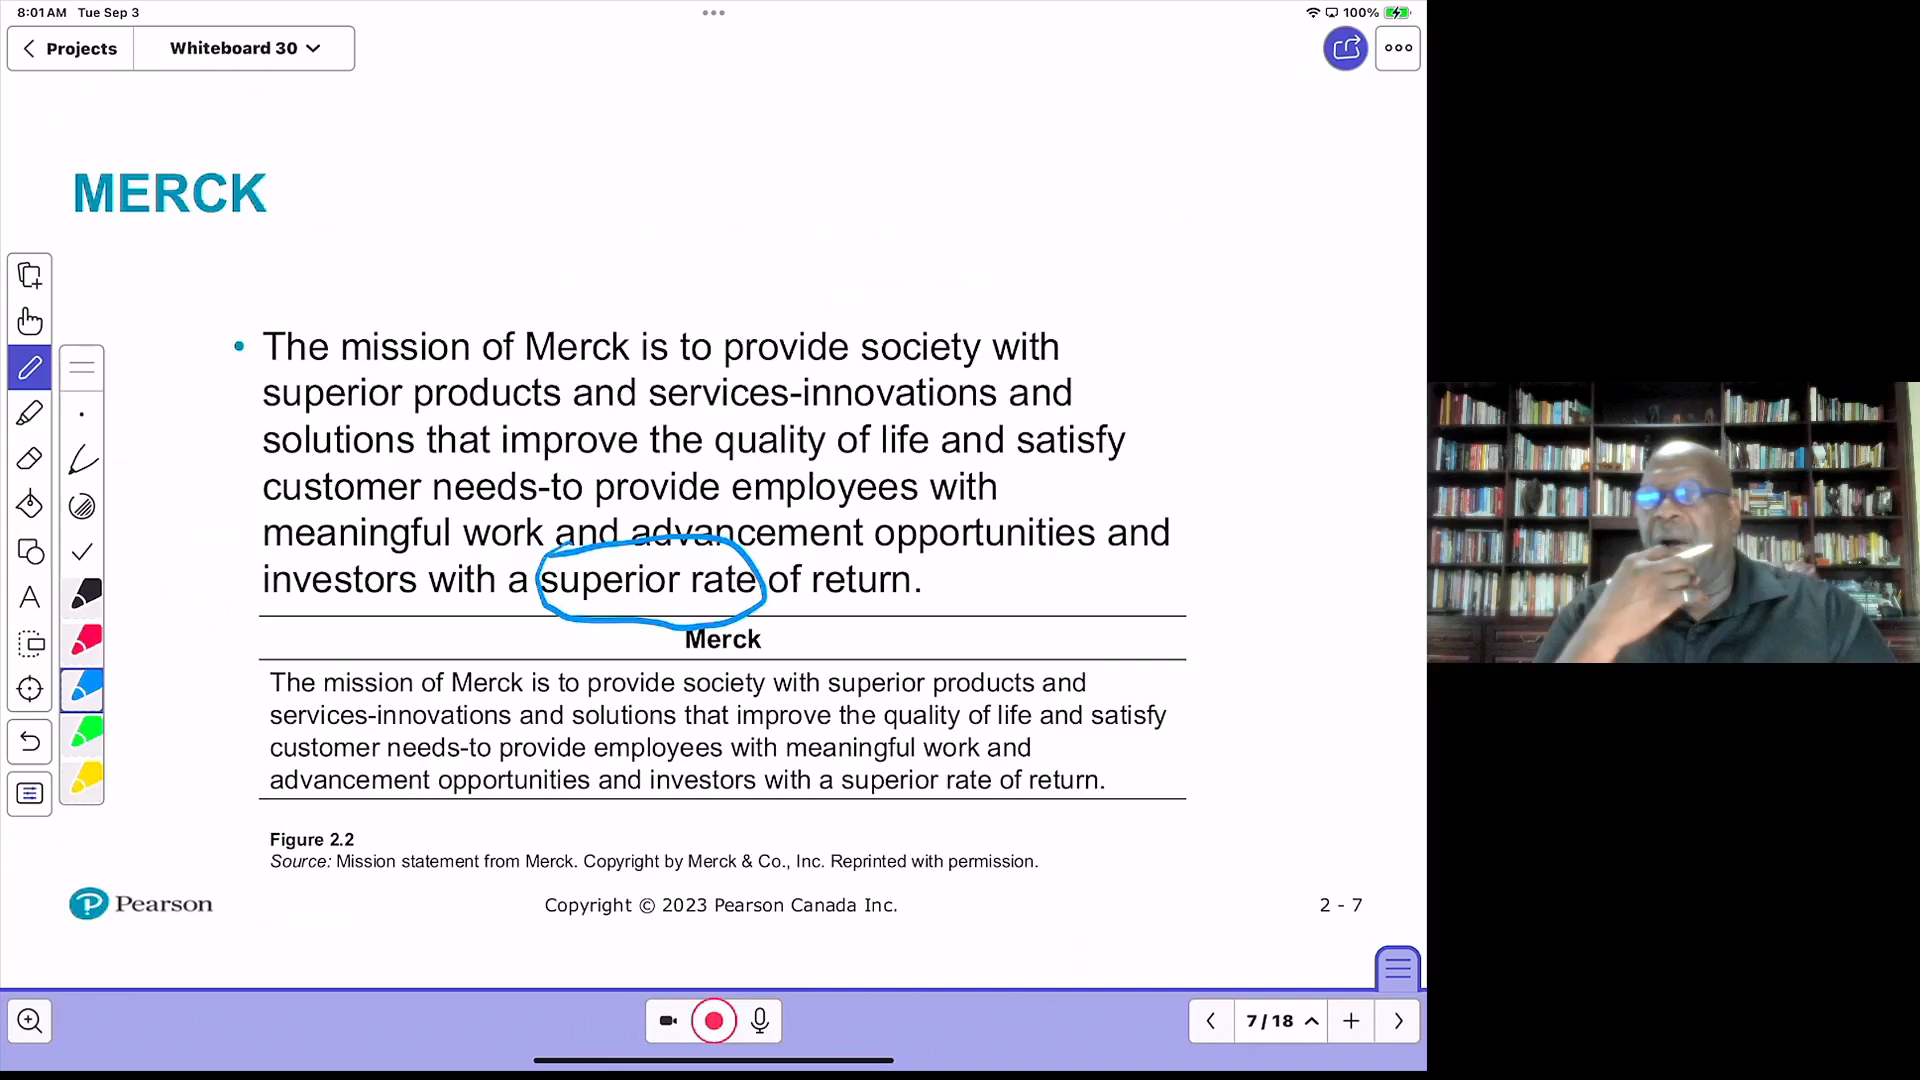 8:01 AM Tue Sep 3
100%
Projects
Whiteboard 30
MERCK
• The mission of Merck is to provide society with
superior products and services-innovations and
solutions that improve the quality of life and satisfy
customer needs-to provide employees with
meaningful work and advancement opportunities and
investors with a superior rate of return.
Merck
The mission of Merck is to provide society with superior products and
services-innovations and solutions that improve the quality of life and satisfy
customer needs-to provide employees with meaningful work and
advancement opportunities and investors with a superior rate of return.
Figure 2.2
Source: Mission statement from Merck. Copyright by Merck & Co., Inc. Reprinted with permission.
Pearson
Copyright © 2023 Pearson Canada Inc.
2 - 7
7 / 18